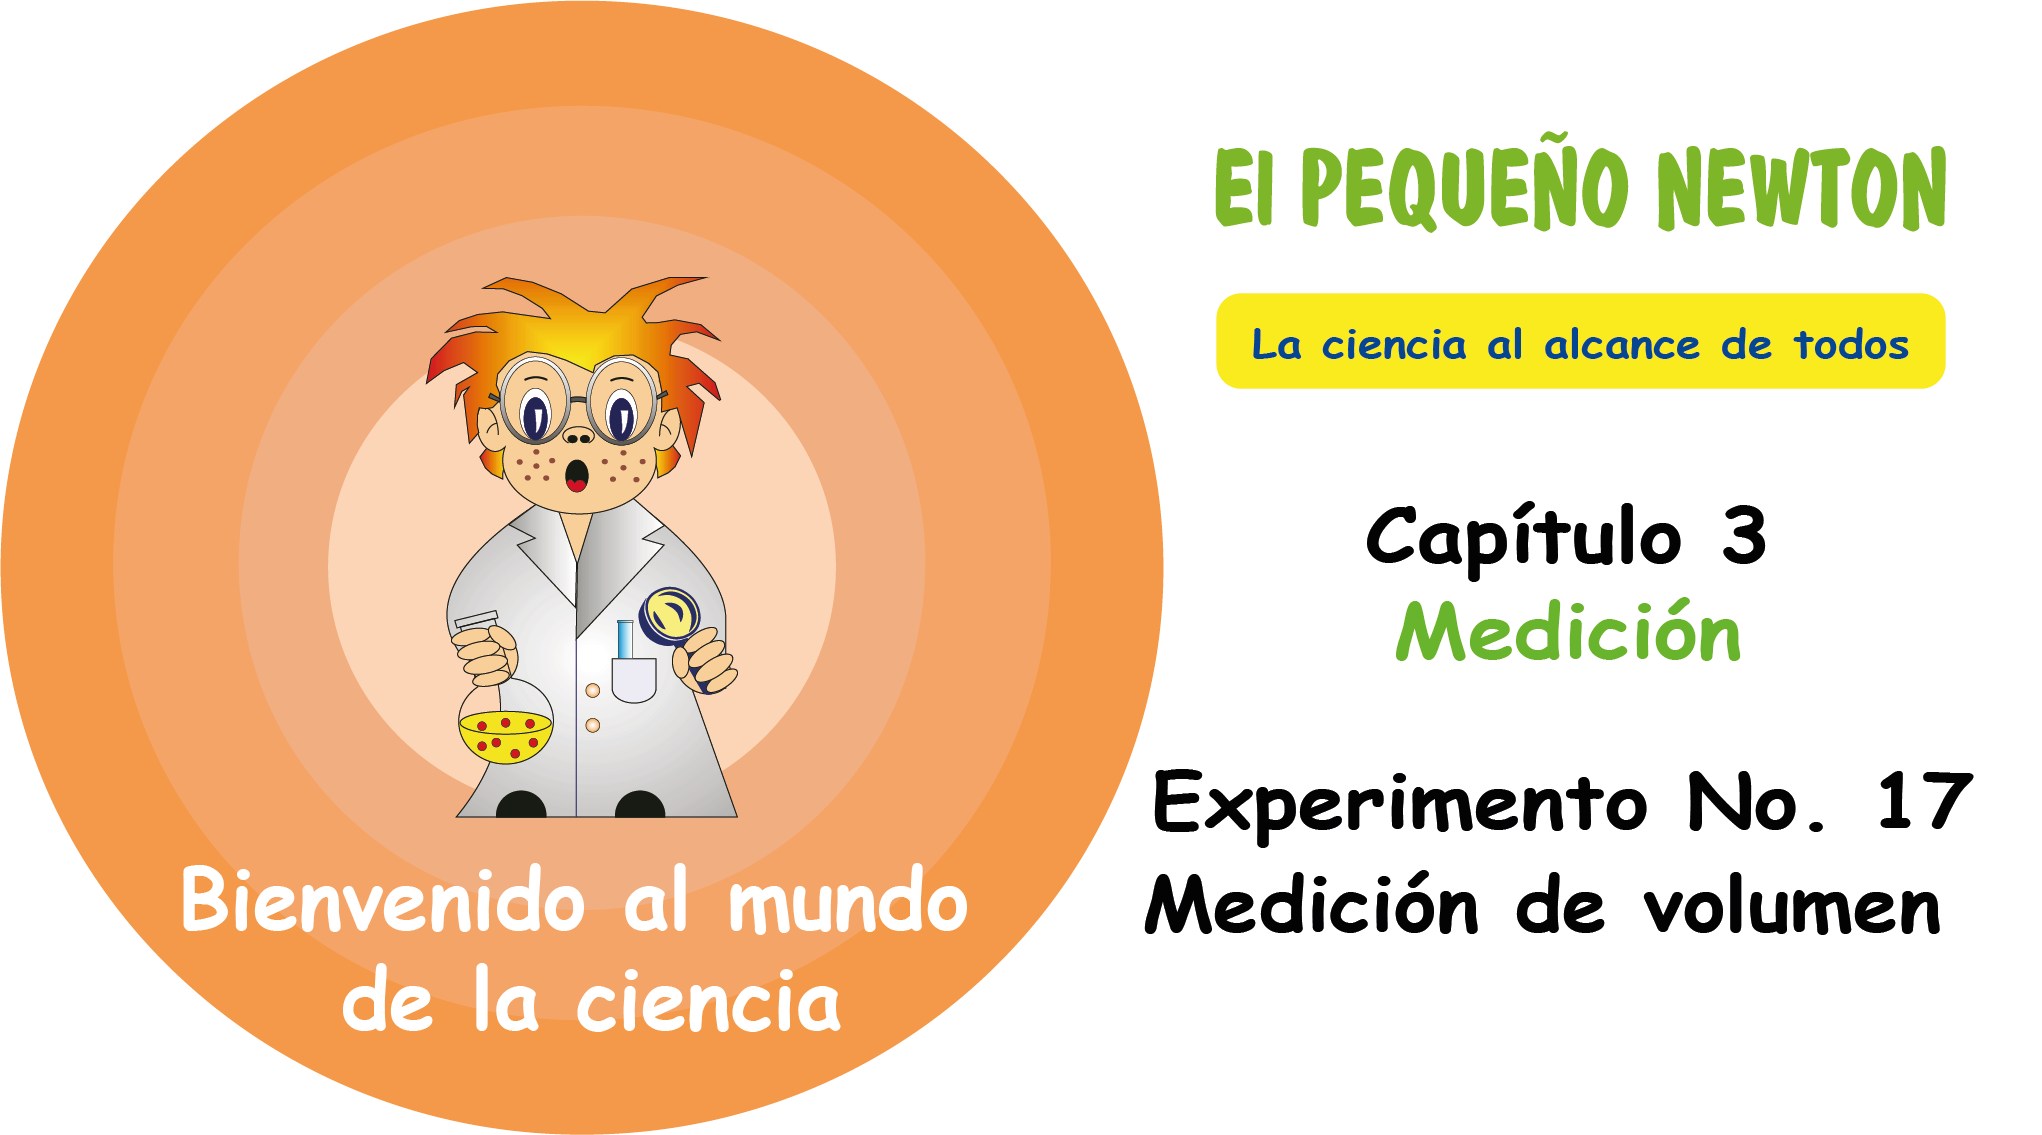 El PEQUEÑO NEWTON
La ciencia al alcance de todos
Capítulo 3
Medición
Experimento No. 17
Medición de volumen
Bienvenido al mundo
de la ciencia